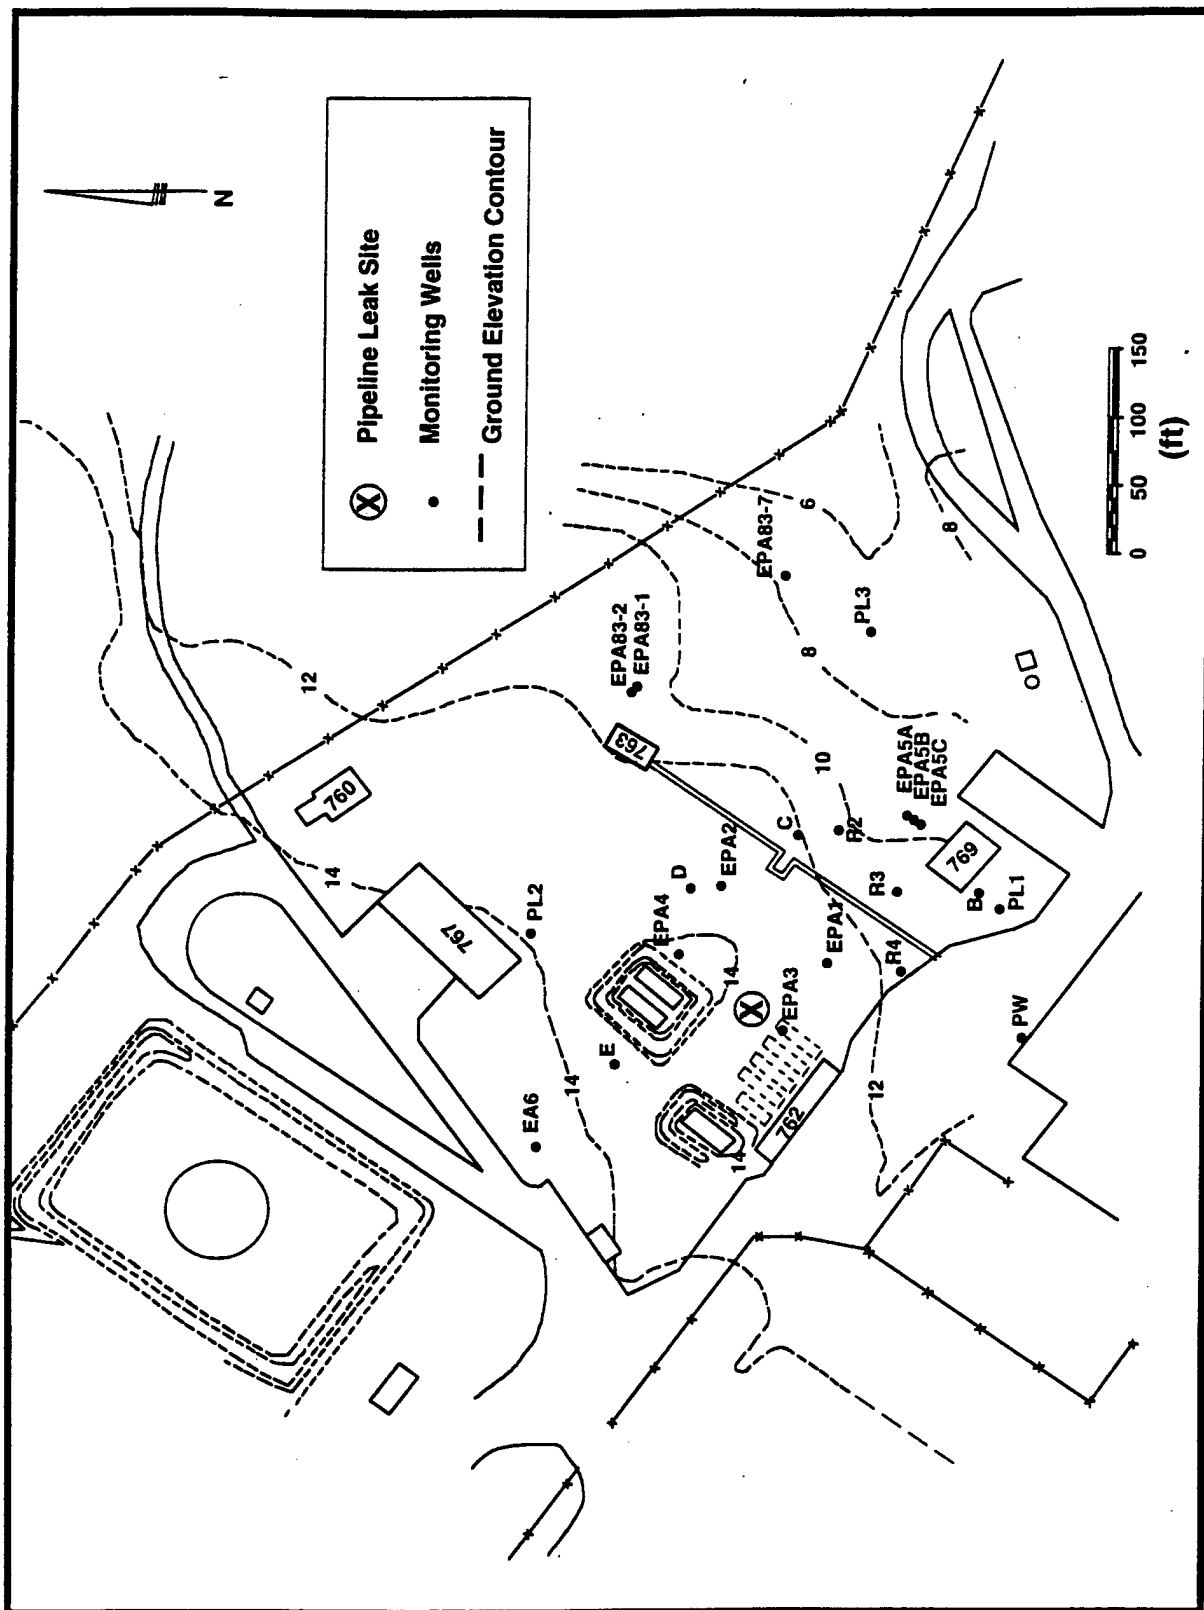 N
Pipeline Leak Site
Monitoring Wells
Ground Elevation Contour
12
14
760
767
763
EPA83-2
EPA83-1
EPA83-7
6
8
8
PL3
10
PL2
D
EPA2
C
R2
EPA5A
EPA5B
EPA5C
769
R3
B
PL1
EPA4
14
EPA1
R4
EPA3
PW
E
14
EA6
762
14
12
0 50 100 150
(ft)